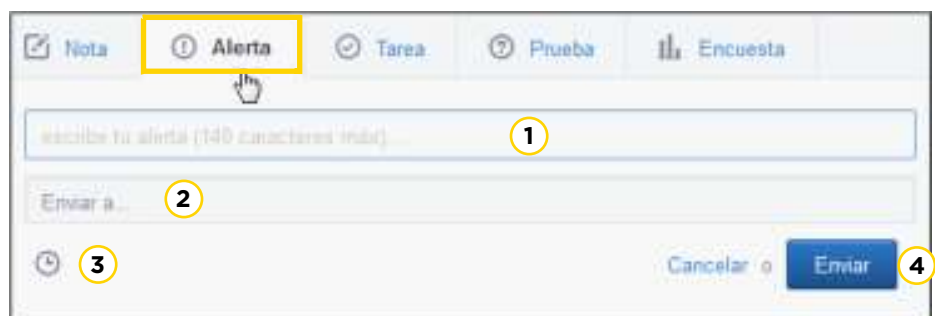 Nota Alerta Tarea Prueba Encuesta
escribe tu alerta (140 caracteres máx)... 1
Enviar a... 2
3 Cancelar o Enviar 4